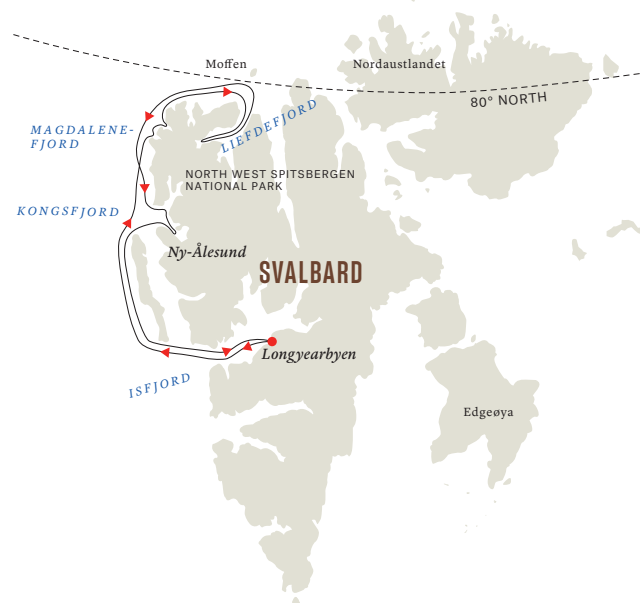 Moffen
Nordaustlandet
80° NORTH
MAGDALENE-
FJORD
LIEFDEFJORD
NORTH WEST SPITSBERGEN
NATIONAL PARK
KONGSFJORD
Ny-Ålesund
SVALBARD
Longyearbyen
ISFJORD
Edgeøya